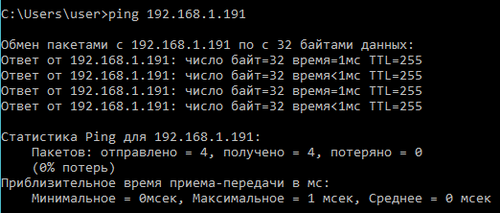 C:\Users\user>ping 192.168.1.191
Обмен пакетами с 192.168.1.191 по с 32 байтами данных:
Ответ от 192.168.1.191: число байт=32 время=1мс TTL=255
Ответ от 192.168.1.191: число байт=32 время<1мс TTL=255
Ответ от 192.168.1.191: число байт=32 время<1мс TTL=255
Ответ от 192.168.1.191: число байт=32 время<1мс TTL=255
Статистика Ping для 192.168.1.191:
Пакетов: отправлено = 4, получено = 4, потеряно = 0
(0% потерь)
Приблизительное время приема-передачи в мс:
Минимальное = 0мсек, Максимальное = 1 мсек, Среднее = 0 мсек